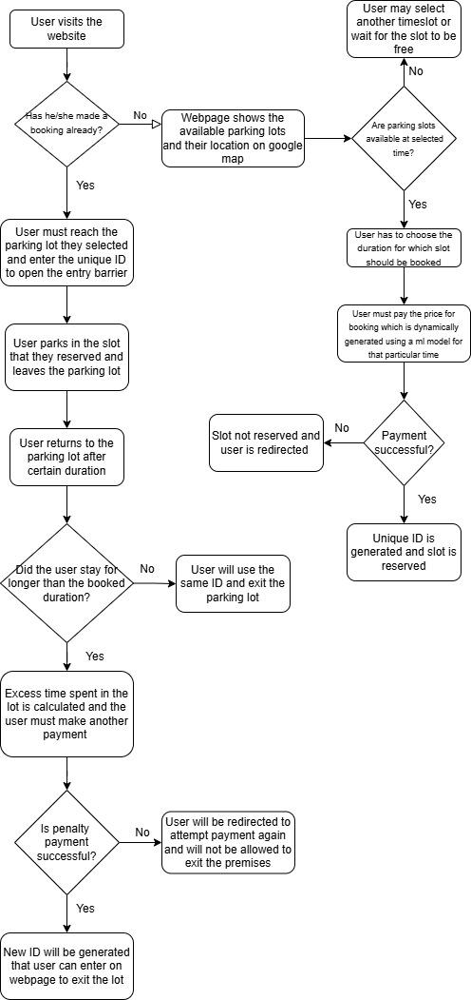 User visits the
website
Has he/she made a
booking already?
No
Yes
Webpage shows the
available parking lots
and their location on google
map
Are parking slots
available at selected
time?
No
User may select
another timeslot or
wait for the slot to be
free
Yes
User has to choose the
duration for which slot
should be booked
User must pay the price for
booking which is dynamically
generated using a ml model for
that particular time
Payment
successful?
No
Slot not reserved and
user is redirected
Yes
Unique ID is
generated and slot is
reserved
User must reach the
parking lot they selected
and enter the unique ID
to open the entry barrier
User parks in the slot
that they reserved and
leaves the parking lot
User returns to the
parking lot after
certain duration
Did the user stay for
longer than the booked
duration?
No
User will use the
same ID and exit the
parking lot
Yes
Excess time spent in the
lot is calculated and the
user must make another
payment
Is penalty
payment
successful?
No
User will be redirected to
attempt payment again
and will not be allowed to
exit the premises
Yes
New ID will be generated
that user can enter on
webpage to exit the lot